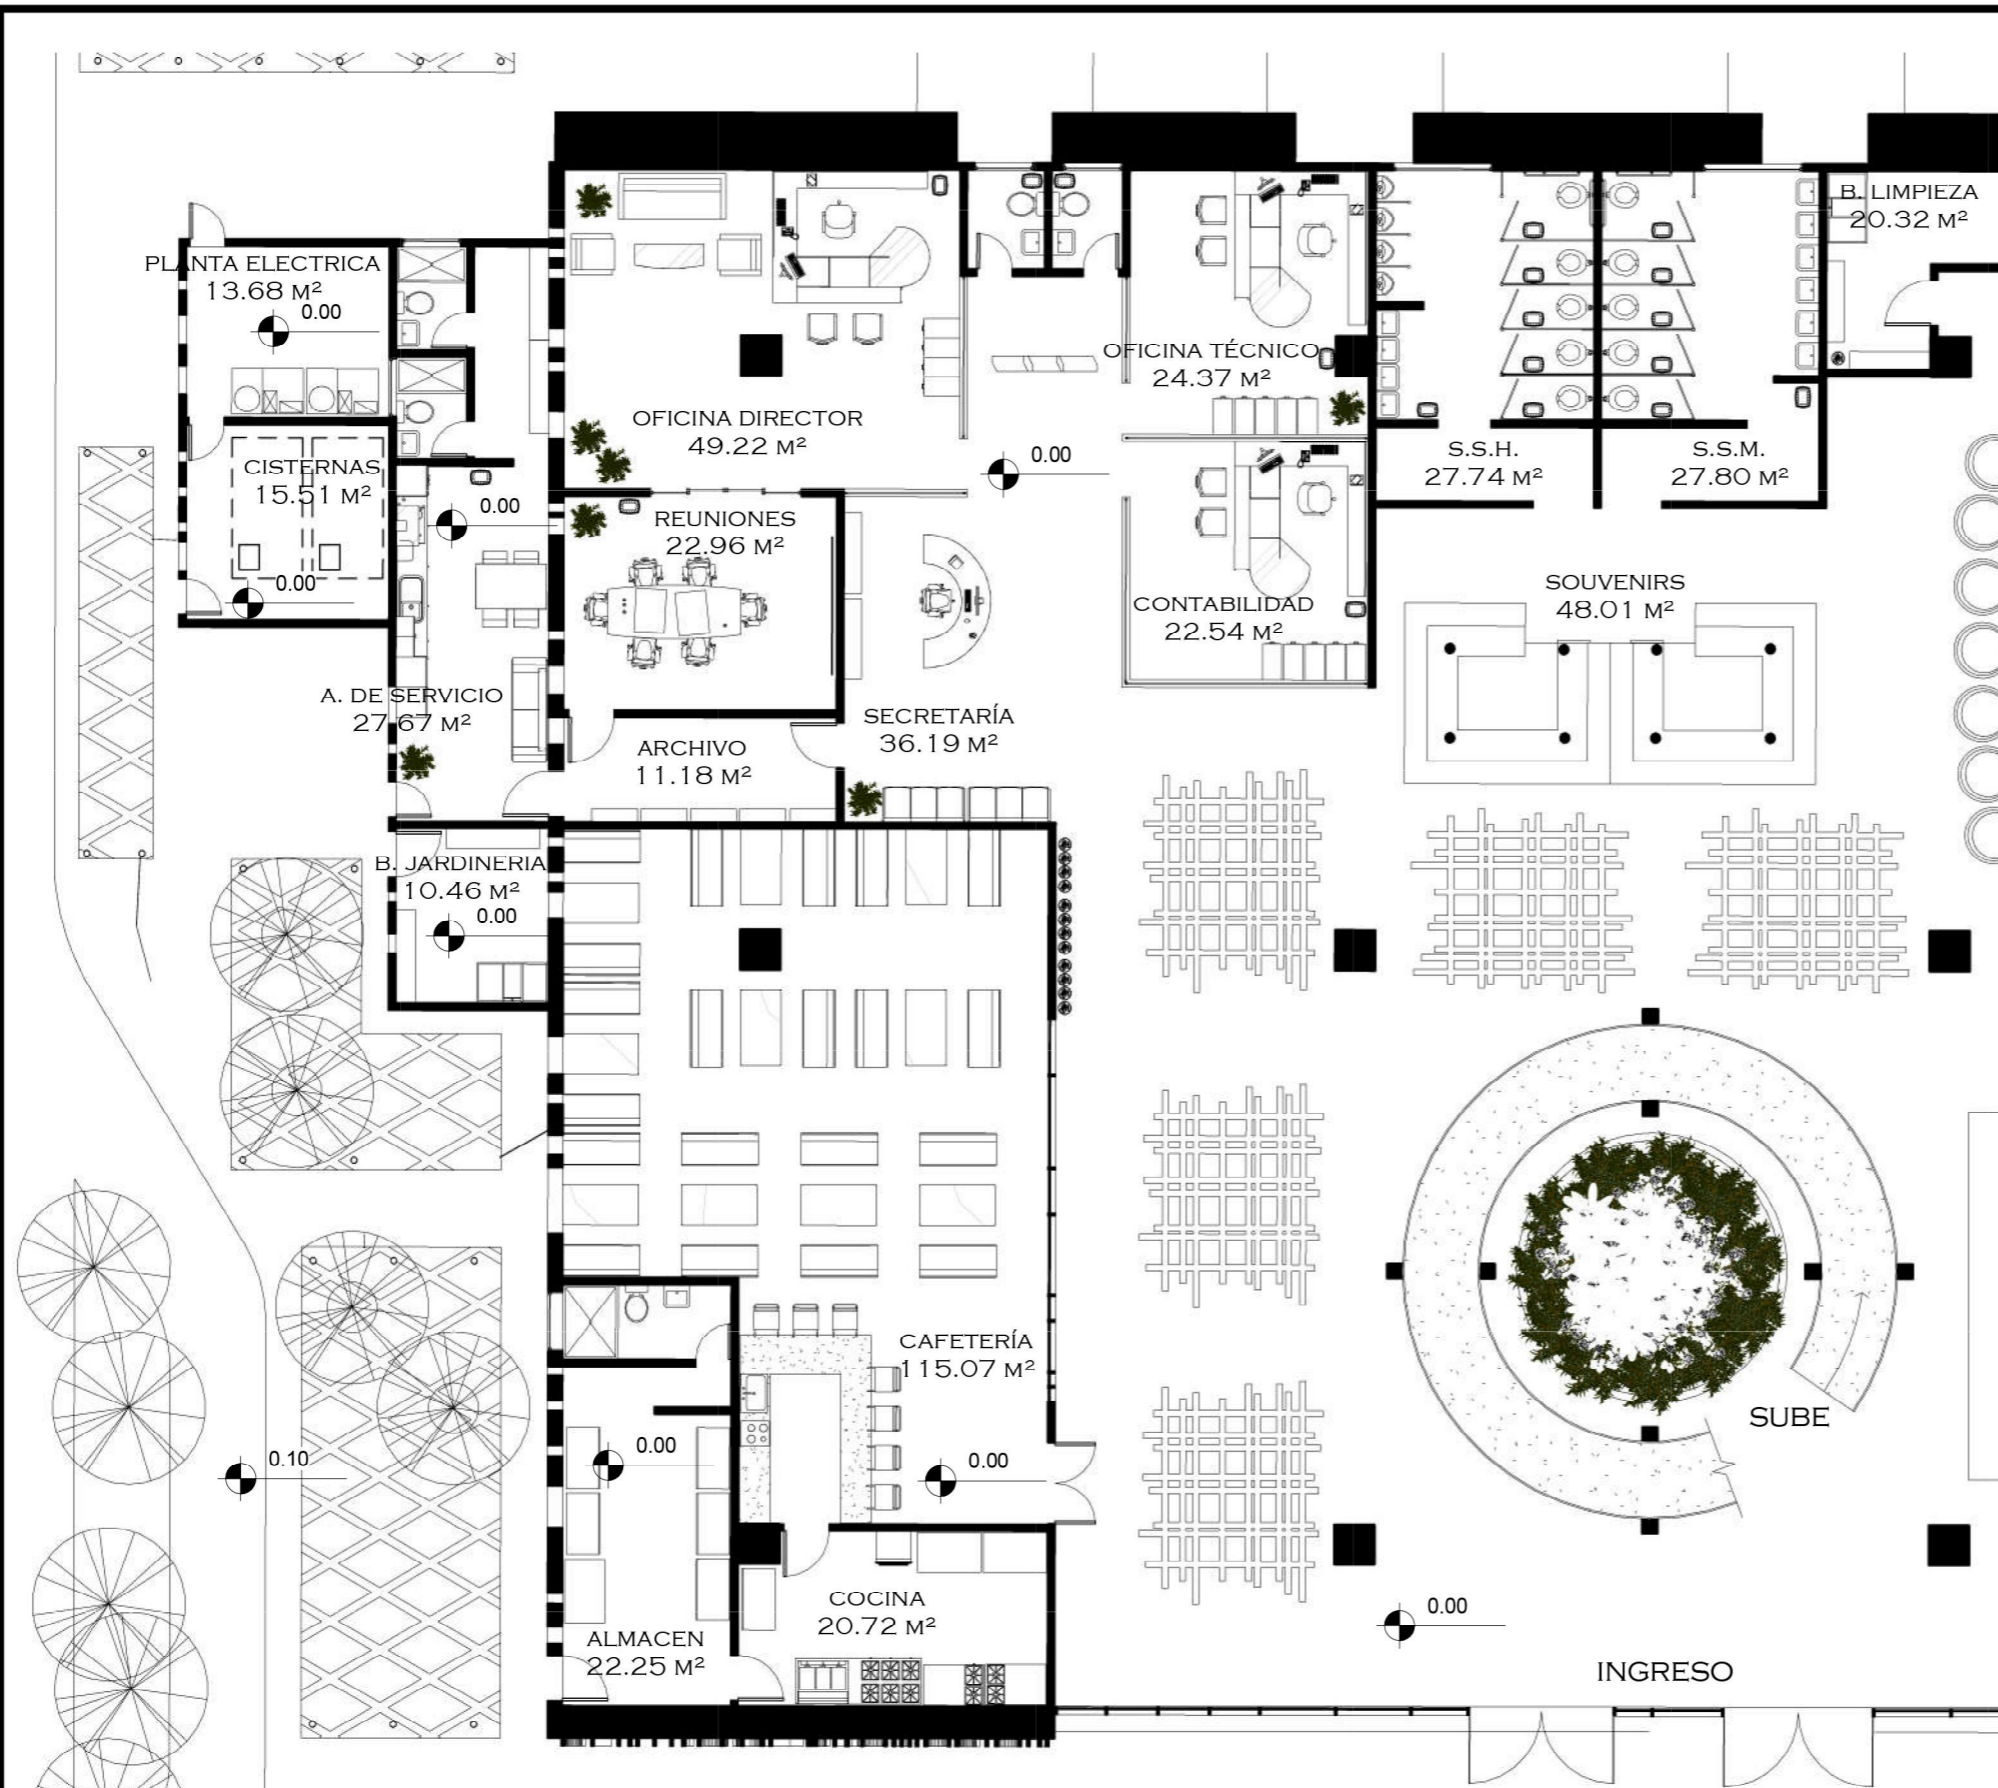 B. LIMPIEZA
20.32 M²
PLANTA ELECTRICA
13.68 M²
0.00
OFICINA TÉCNICO
24.37 M²
OFICINA DIRECTOR
49.22 M²
0.00
S.S.H.
27.74 M²
S.S.M.
27.80 M²
CISTERNAS
15.51 M²
0.00
0.00
REUNIONES
22.96 M²
SOUVENIRS
48.01 M²
CONTABILIDAD
22.54 M²
A. DE SERVICIO
27.67 M²
SECRETARÍA
36.19 M²
ARCHIVO
11.18 M²
B. JARDINERIA
10.46 M²
0.00
CAFETERÍA
115.07 M²
SUBE
0.10
0.00
0.00
COCINA
20.72 M²
0.00
ALMACEN
22.25 M²
INGRESO